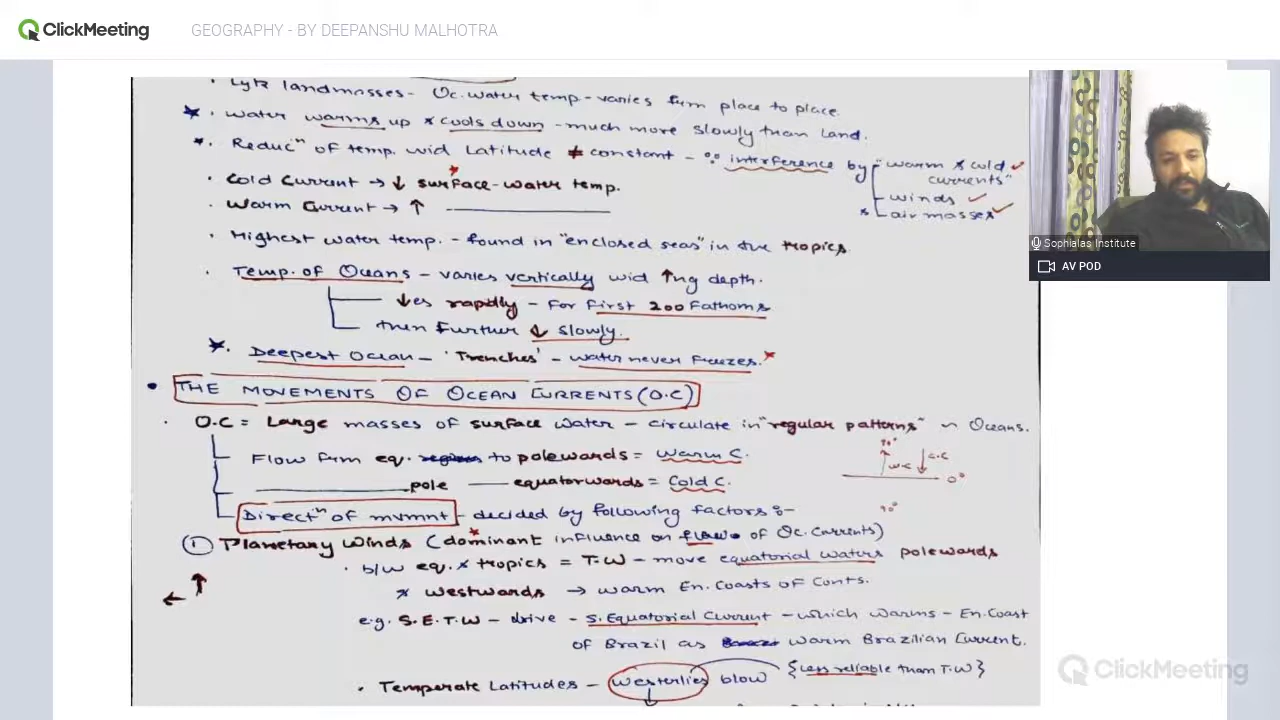 ClickMeeting
GEOGRAPHY - BY DEEPANSHU MALHOTRA
landmasses - Oc. water temp - varies from place to place.
Water warms up & cools down - much more slowly than land.
Reducⁿ of temp. wid Latitude ≠ constant - ∵ interference by
"warm & cold currents"
winds
air masses
Cold Current → ↓ surface-water temp.
Warm Current → ↑
Highest water temp. - found in "enclosed seas" in the tropics.
Temp. of Oceans - varies vertically wid ↑ng depth.
↓es rapidly - for first 200 Fathoms
then further ↓ slowly.
Deepest Ocean - 'Trenches' - water never freezes.
THE MOVEMENTS OF OCEAN CURRENTS (O.C)
O.C = Large masses of surface water - circulate in "regular patterns" Oceans.
Flow frm eq. to polewards = Warm C.
pole equatorwards = Cold C.
90°
W.C
C.C
0°
90°
Directⁿ of mvmnt - decided by following factors :-
① Planetary Winds (dominant influence on flow of Oc. Currents)
b/w eq. & tropics = T.W - move equatorial waters polewards
& westwards → warm En. Coasts of Conts.
e.g. S.E.T.W - drive - S. Equatorial Current - which warms - En. Coast
of Brazil as warm Brazilian Current.
Temperate Latitudes - westerlies blow {less reliable than T.W}
Sophialas Institute
AV POD
ClickMeeting